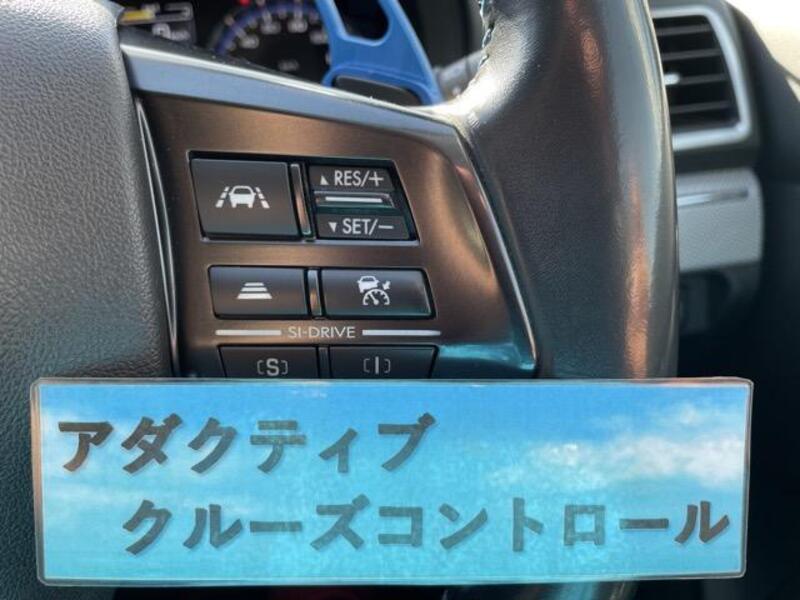 ▲ RES/+
▼ SET/−
SI-DRIVE
[S] [I]
アダクティブ
クルーズコントロール